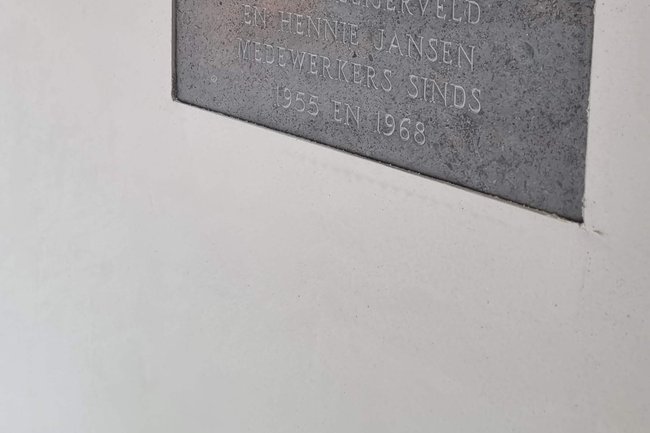 EN HENNIE JANSEN
MEDEWERKERS SINDS
1955 EN 1968